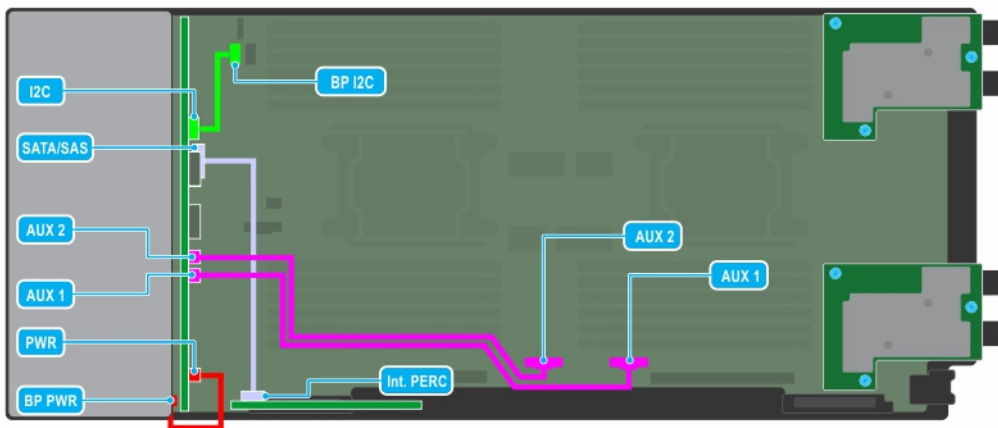 I2C
BP I2C
SATA/SAS
AUX 2
AUX 2
AUX 1
AUX 1
PWR
Int. PERC
BP PWR